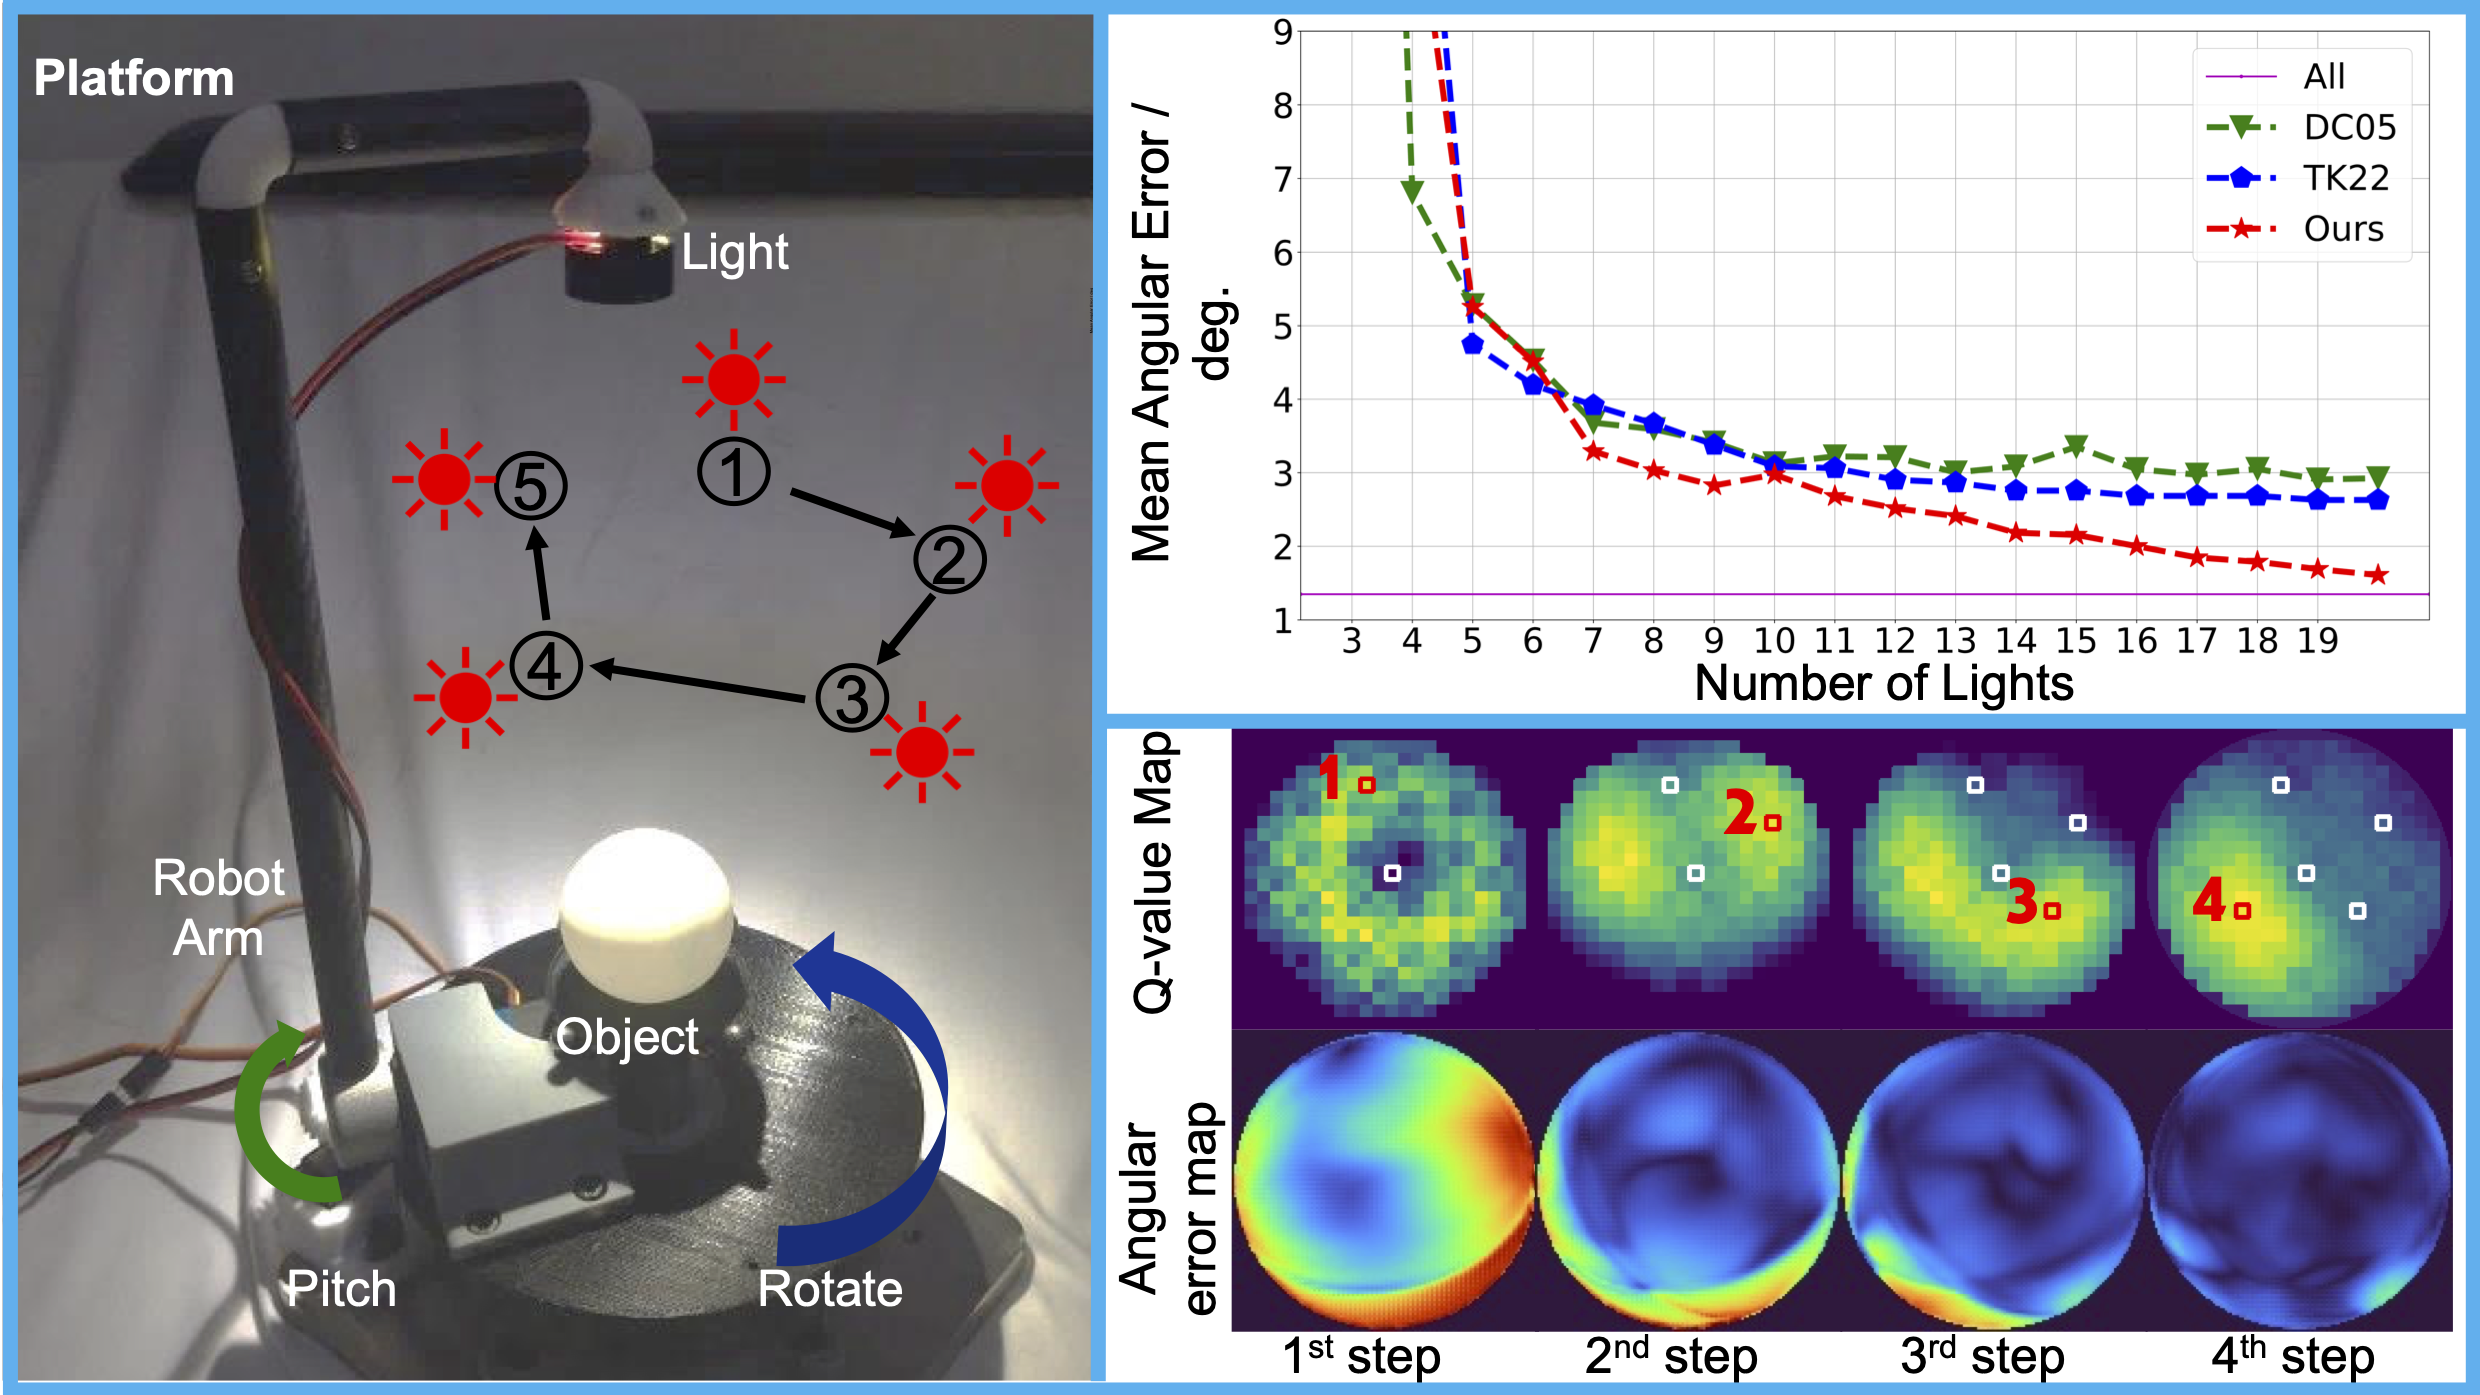 Platform
Light
①
②
③
④
⑤
Robot
Arm
Object
Pitch
Rotate
Mean Angular Error /
deg.
9
8
7
6
5
4
3
2
1
All
DC05
TK22
Ours
3 4 5 6 7 8 9 10 11 12 13 14 15 16 17 18 19
Number of Lights
Q-value Map
1
2
3
4
Angular
error map
1st step
2nd step
3rd step
4th step